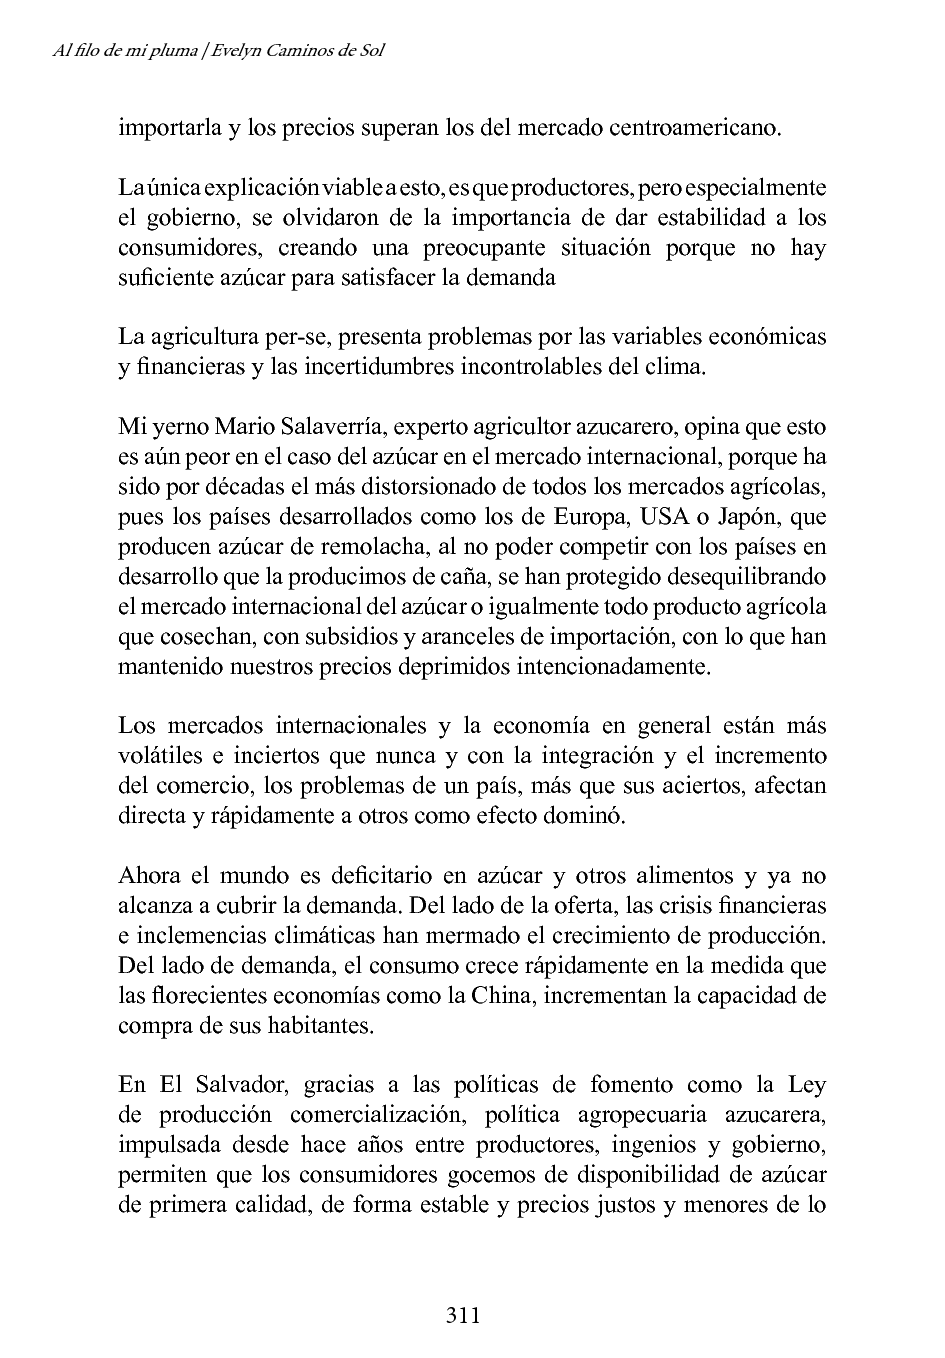 Al filo de mi pluma | Evelyn Caminos de Sol
importarla y los precios superan los del mercado centroamericano.
La única explicación viable a esto, es que productores, pero especialmente
el gobierno, se olvidaron de la importancia de dar estabilidad a los
consumidores, creando una preocupante situación porque no hay
suficiente azúcar para satisfacer la demanda
La agricultura per-se, presenta problemas por las variables económicas
y financieras y las incertidumbres incontrolables del clima.
Mi yerno Mario Salaverría, experto agricultor azucarero, opina que esto
es aún peor en el caso del azúcar en el mercado internacional, porque ha
sido por décadas el más distorsionado de todos los mercados agrícolas,
pues los países desarrollados como los de Europa, USA o Japón, que
producen azúcar de remolacha, al no poder competir con los países en
desarrollo que la producimos de caña, se han protegido desequilibrando
el mercado internacional del azúcar o igualmente todo producto agrícola
que cosechan, con subsidios y aranceles de importación, con lo que han
mantenido nuestros precios deprimidos intencionadamente.
Los mercados internacionales y la economía en general están más
volátiles e inciertos que nunca y con la integración y el incremento
del comercio, los problemas de un país, más que sus aciertos, afectan
directa y rápidamente a otros como efecto dominó.
Ahora el mundo es deficitario en azúcar y otros alimentos y ya no
alcanza a cubrir la demanda. Del lado de la oferta, las crisis financieras
e inclemencias climáticas han mermado el crecimiento de producción.
Del lado de demanda, el consumo crece rápidamente en la medida que
las florecientes economías como la China, incrementan la capacidad de
compra de sus habitantes.
En El Salvador, gracias a las políticas de fomento como la Ley
de producción comercialización, política agropecuaria azucarera,
impulsada desde hace años entre productores, ingenios y gobierno,
permiten que los consumidores gocemos de disponibilidad de azúcar
de primera calidad, de forma estable y precios justos y menores de lo
311